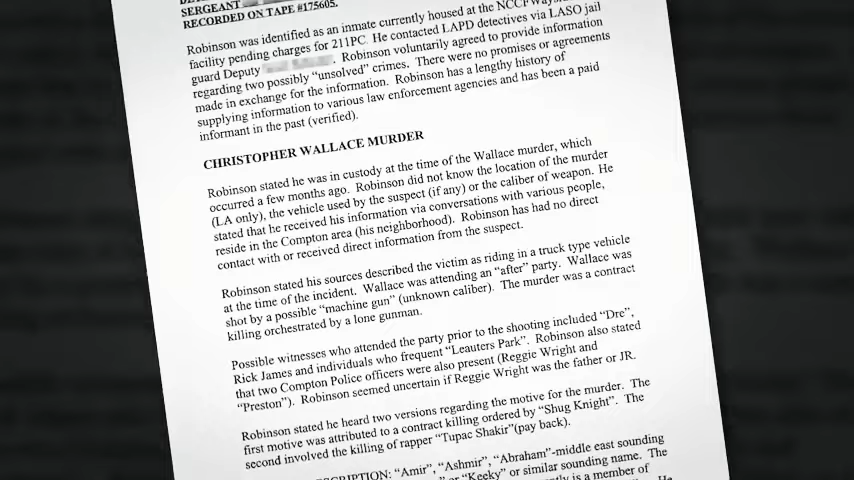 SERGEANT
RECORDED ON TAPE #175605.
Robinson was identified as an inmate currently housed at the NCCF Wayside
facility pending charges for 211PC. He contacted LAPD detectives via LASO jail
guard Deputy . Robinson voluntarily agreed to provide information
regarding two possibly “unsolved” crimes. There were no promises or agreements
made in exchange for the information. Robinson has a lengthy history of
supplying information to various law enforcement agencies and has been a paid
informant in the past (verified).
CHRISTOPHER WALLACE MURDER
Robinson stated he was in custody at the time of the Wallace murder, which
occurred a few months ago. Robinson did not know the location of the murder
(LA only), the vehicle used by the suspect (if any) or the caliber of weapon. He
stated that he received his information via conversations with various people,
reside in the Compton area (his neighborhood). Robinson has had no direct
contact with or received direct information from the suspect.
Robinson stated his sources described the victim as riding in a truck type vehicle
at the time of the incident. Wallace was attending an “after” party. Wallace was
shot by a possible “machine gun” (unknown caliber). The murder was a contract
killing orchestrated by a lone gunman.
Possible witnesses who attended the party prior to the shooting included “Dre”,
Rick James and individuals who frequent “Leauters Park”. Robinson also stated
that two Compton Police officers were also present (Reggie Wright and
“Preston”). Robinson seemed uncertain if Reggie Wright was the father or JR.
Robinson stated he heard two versions regarding the motive for the murder. The
first motive was attributed to a contract killing ordered by “Shug Knight”. The
second involved the killing of rapper “Tupac Shakir”(pay back).
“Amir”, “Ashmir”, “Abraham”-middle east sounding
or “Keeky” or similar sounding name. The
is a member of
He